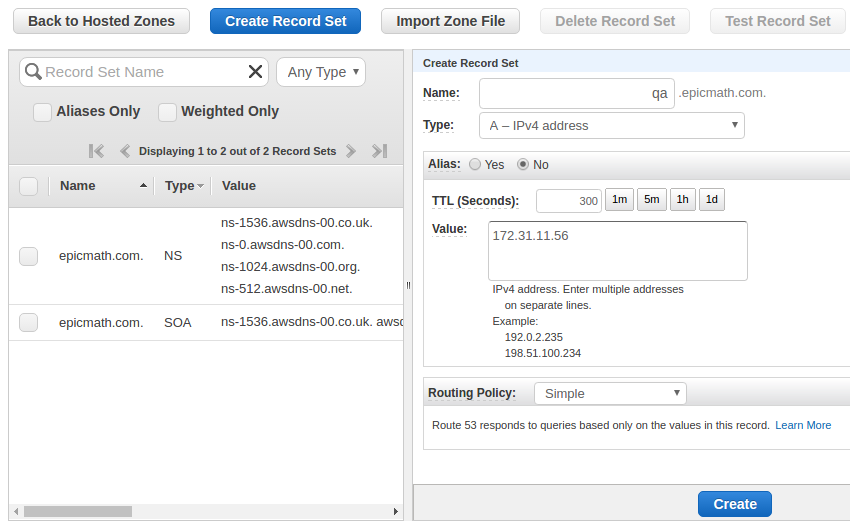 Back to Hosted Zones
Create Record Set
Import Zone File
Delete Record Set
Test Record Set
Record Set Name
Any Type
Aliases Only
Weighted Only
Displaying 1 to 2 out of 2 Record Sets
Name Type Value
epicmath.com. NS
ns-1536.awsdns-00.co.uk.
ns-0.awsdns-00.com.
ns-1024.awsdns-00.org.
ns-512.awsdns-00.net.
epicmath.com. SOA ns-1536.awsdns-00.co.uk. awsd
Create Record Set
Name: qa .epicmath.com.
Type: A – IPv4 address
Alias: Yes No
TTL (Seconds): 300 1m 5m 1h 1d
Value: 172.31.11.56
IPv4 address. Enter multiple addresses
on separate lines.
Example:
192.0.2.235
198.51.100.234
Routing Policy: Simple
Route 53 responds to queries based only on the values in this record. Learn More
Create